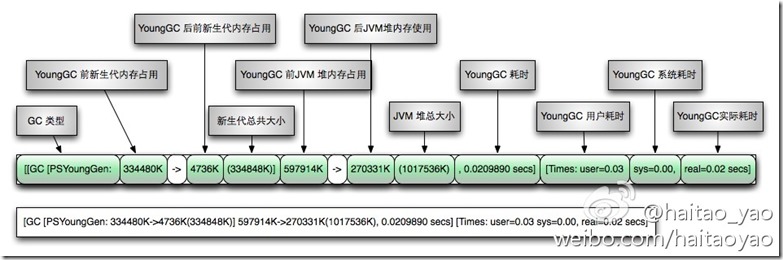 YoungGC 后前新生代内存占用
YoungGC 后JVM堆内存使用
YoungGC 前新生代内存占用
YoungGC 前JVM 堆内存占用
YoungGC 耗时
YoungGC 系统耗时
GC 类型
新生代总共大小
JVM 堆总大小
YoungGC 用户耗时
YoungGC实际耗时
[[GC [PSYoungGen: 334480K -> 4736K (334848K)] 597914K -> 270331K (1017536K) , 0.0209890 secs] [Times: user=0.03 sys=0.00, real=0.02 secs]
[GC [PSYoungGen: 334480K->4736K(334848K)] 597914K->270331K(1017536K), 0.0209890 secs] [Times: user=0.03 sys=0.00, real=0.02 secs]
@haitao_yao
weibo.com/haitaoyao